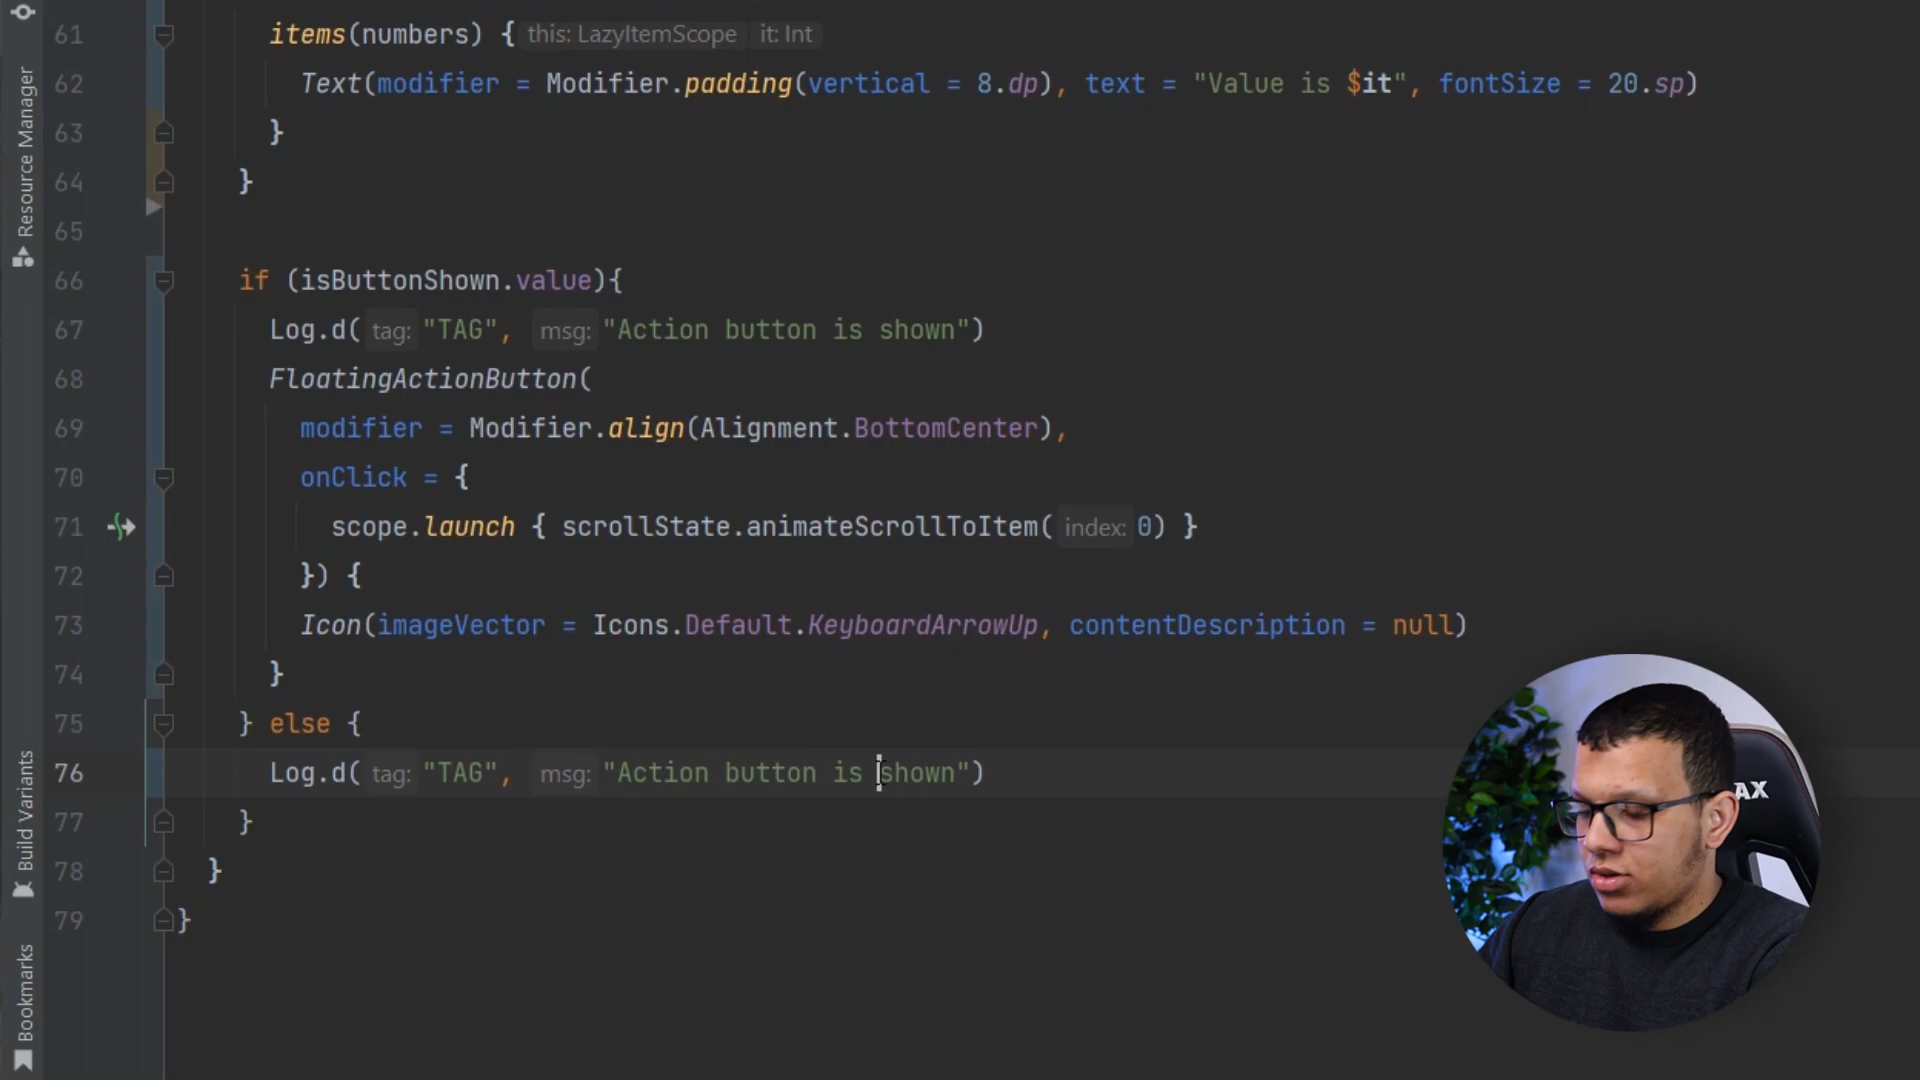 61 items(numbers) { this: LazyItemScope it: Int
62 Text(modifier = Modifier.padding(vertical = 8.dp), text = "Value is $it", fontSize = 20.sp)
63 }
64 }
65
66 if (isButtonShown.value){
67 Log.d( tag: "TAG", msg: "Action button is shown")
68 FloatingActionButton(
69 modifier = Modifier.align(Alignment.BottomCenter),
70 onClick = {
71 scope.launch { scrollState.animateScrollToItem( index: 0) }
72 }) {
73 Icon(imageVector = Icons.Default.KeyboardArrowUp, contentDescription = null)
74 }
75 } else {
76 Log.d( tag: "TAG", msg: "Action button is shown")
77 }
78 }
79 }
Resource Manager
Build Variants
Bookmarks
AX